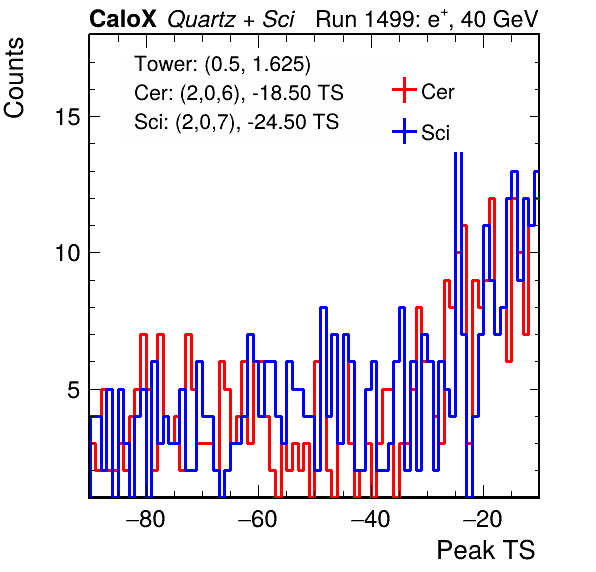 CaloX Quartz + Sci Run 1499: e+, 40 GeV
Counts
Tower: (0.5, 1.625)
Cer: (2,0,6), -18.50 TS
Sci: (2,0,7), -24.50 TS
Cer
Sci
15
10
5
−80 −60 −40 −20
Peak TS